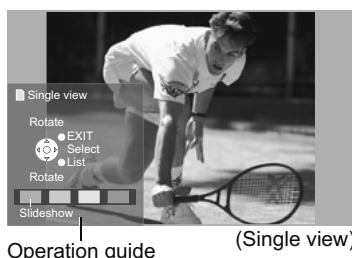 Single view
Rotate
EXIT
Select
List
Rotate
Slideshow
Operation guide
(Single view)